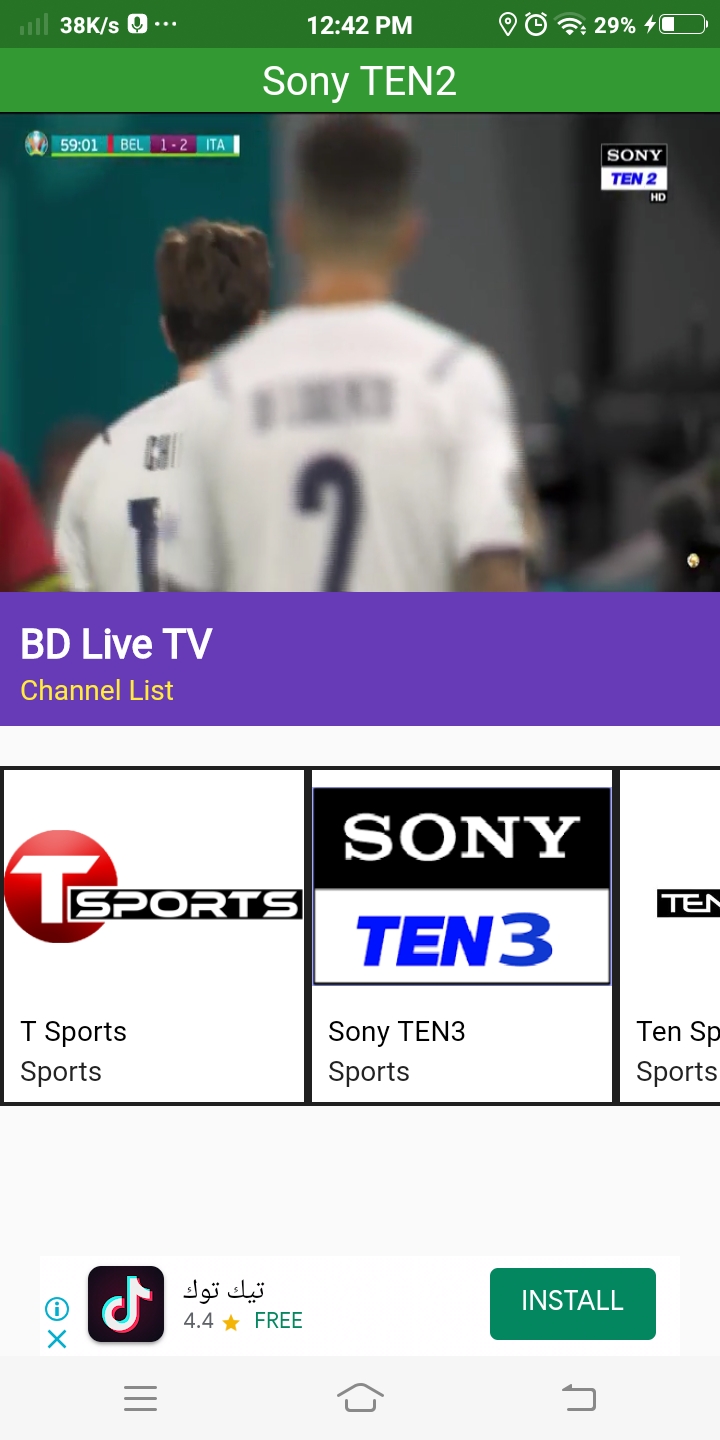 38K/s ... 12:42 PM 29%
Sony TEN2
59:01 BEL 1 - 2 ITA
SONY
TEN 2
HD
2
BD Live TV
Channel List
T SPORTS
SONY
TEN 3
TEN
T Sports
Sony TEN3
Ten Sp
Sports
Sports
Sports
تيك توك
4.4 FREE
INSTALL